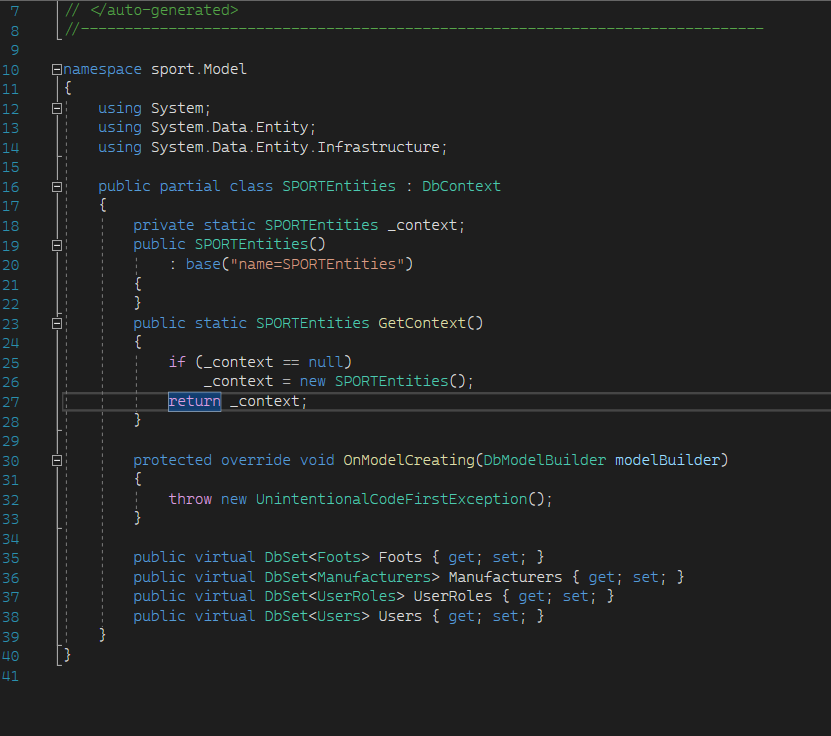 7 // </auto-generated>
8 //------------------------------------------------------------------------------
9
10 namespace sport.Model
11 {
12     using System;
13     using System.Data.Entity;
14     using System.Data.Entity.Infrastructure;
15
16     public partial class SPORTEntities : DbContext
17     {
18         private static SPORTEntities _context;
19         public SPORTEntities()
20             : base("name=SPORTEntities")
21         {
22         }
23         public static SPORTEntities GetContext()
24         {
25             if (_context == null)
26                 _context = new SPORTEntities();
27             return _context;
28         }
29
30         protected override void OnModelCreating(DbModelBuilder modelBuilder)
31         {
32             throw new UnintentionalCodeFirstException();
33         }
34
35         public virtual DbSet<Foots> Foots { get; set; }
36         public virtual DbSet<Manufacturers> Manufacturers { get; set; }
37         public virtual DbSet<UserRoles> UserRoles { get; set; }
38         public virtual DbSet<Users> Users { get; set; }
39     }
40 }
41